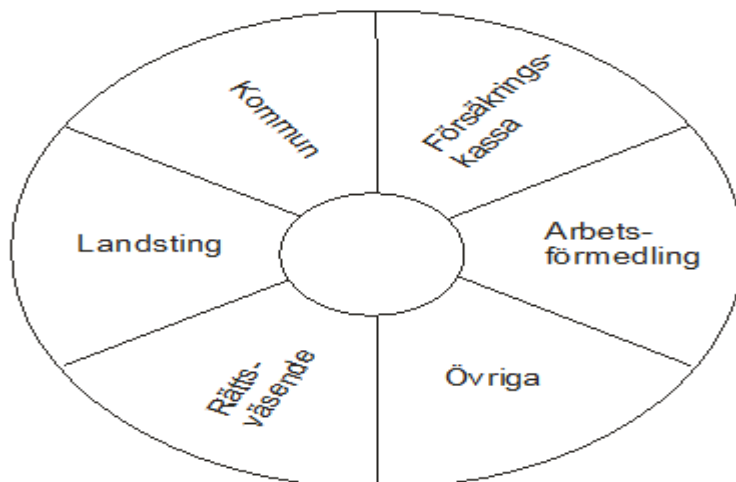 Kommun
Försäkrings-
kassa
Landsting
Arbets-
förmedling
Rätts-
väsende
Övriga